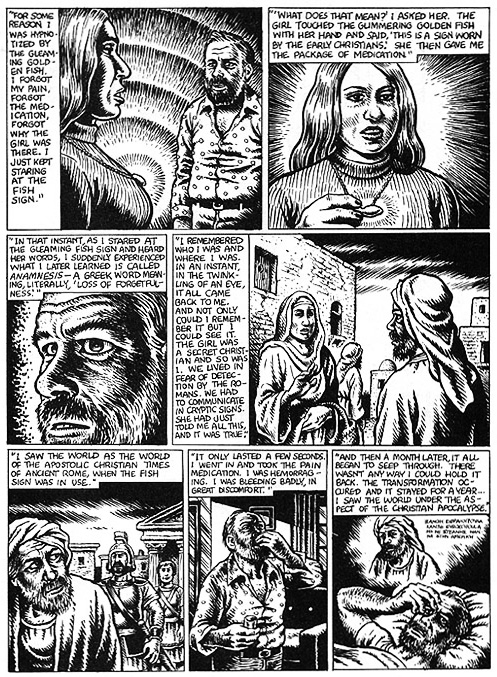 "FOR SOME
REASON I
WAS HYPNO-
TIZED BY
THE GLEAM-
ING GOLD-
EN FISH.
I FORGOT
MY PAIN,
FORGOT
THE MED-
ICATION,
FORGOT
WHY THE
GIRL WAS
THERE. I
JUST KEPT
STARING
AT THE
FISH
SIGN."
"WHAT DOES THAT MEAN?' I ASKED HER. THE
GIRL TOUCHED THE GLIMMERING GOLDEN FISH
WITH HER HAND AND SAID, 'THIS IS A SIGN WORN
BY THE EARLY CHRISTIANS.' SHE THEN GAVE ME
THE PACKAGE OF MEDICATION."
"IN THAT INSTANT, AS I STARED AT
THE GLEAMING FISH SIGN AND HEARD
HER WORDS, I SUDDENLY EXPERIENCED
WHAT I LATER LEARNED IS CALLED
ANAMNESIS—A GREEK WORD MEAN-
ING, LITERALLY, 'LOSS OF FORGETFUL-
NESS.'"
"I REMEMBERED
WHO I WAS AND
WHERE I WAS.
IN AN INSTANT,
IN THE TWINK-
LING OF AN EYE,
IT ALL CAME
BACK TO ME.
AND NOT ONLY
COULD I REMEM-
BER IT BUT I
COULD SEE IT.
THE GIRL WAS
A SECRET CHRIST-
IAN AND SO WAS
I. WE LIVED IN
FEAR OF DETEC-
TION BY THE RO-
MANS. WE HAD
TO COMMUNICATE
IN CRYPTIC SIGNS.
SHE HAD JUST
TOLD ME ALL THIS,
AND IT WAS TRUE."
"I SAW THE WORLD AS THE WORLD
OF THE APOSTOLIC CHRISTIAN TIMES
OF ANCIENT ROME, WHEN THE FISH
SIGN WAS IN USE."
"IT ONLY LASTED A FEW SECONDS.
I WENT IN AND TOOK THE PAIN
MEDICATION. I WAS HEMORRAG-
ING. I WAS BLEEDING BADLY, IN
GREAT DISCOMFORT."
"AND THEN A MONTH LATER, IT ALL
BEGAN TO SEEP THROUGH. THERE
WASN'T ANY WAY I COULD HOLD IT
BACK. THE TRANSFORMATION OC-
CURED AND IT STAYED FOR A YEAR...
I SAW THE WORLD UNDER THE AS-
PECT OF THE CHRISTIAN APOCALYPSE."